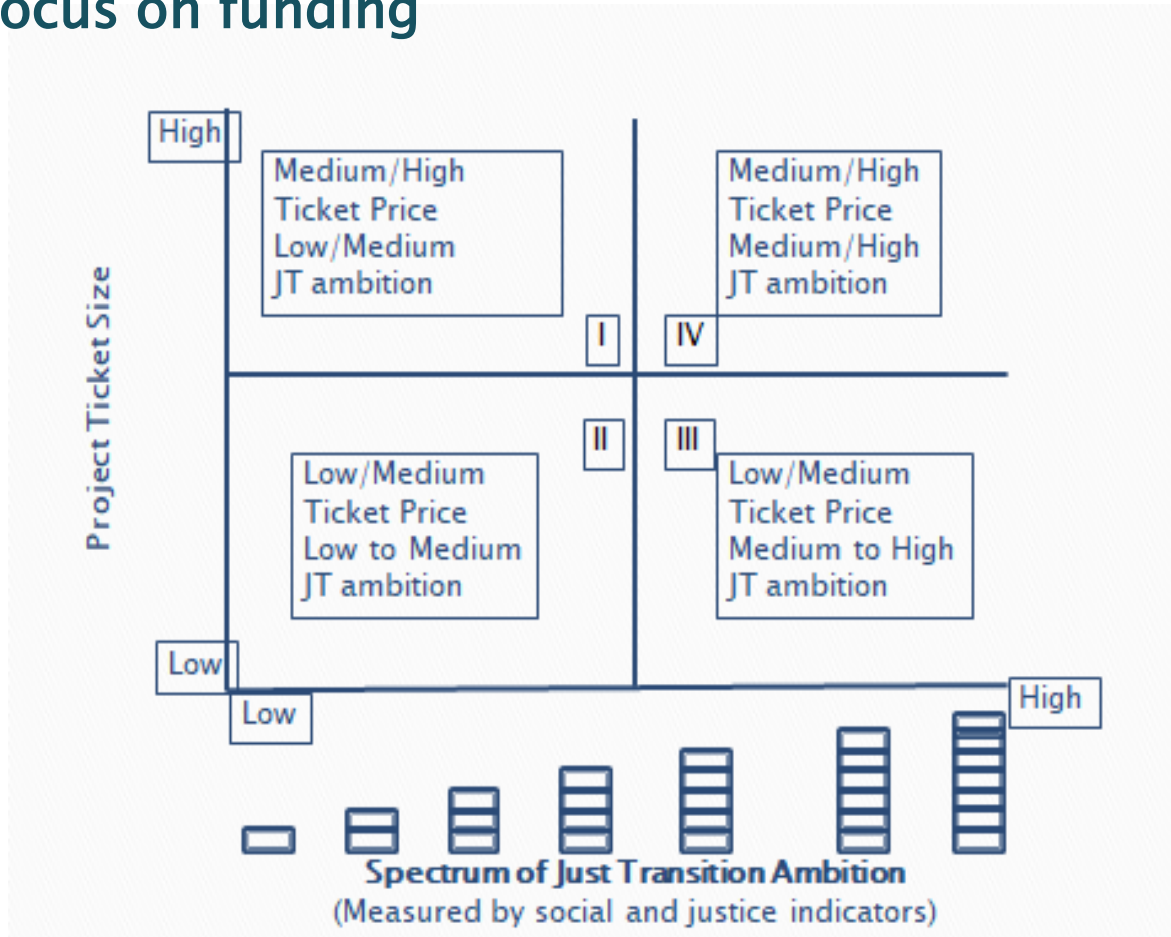 ocus on funding
High
Medium/High
Ticket Price
Low/Medium
JT ambition
Medium/High
Ticket Price
Medium/High
JT ambition
I
IV
Project Ticket Size
II
III
Low/Medium
Ticket Price
Low to Medium
JT ambition
Low/Medium
Ticket Price
Medium to High
JT ambition
Low
Low
High
Spectrum of Just Transition Ambition
(Measured by social and justice indicators)